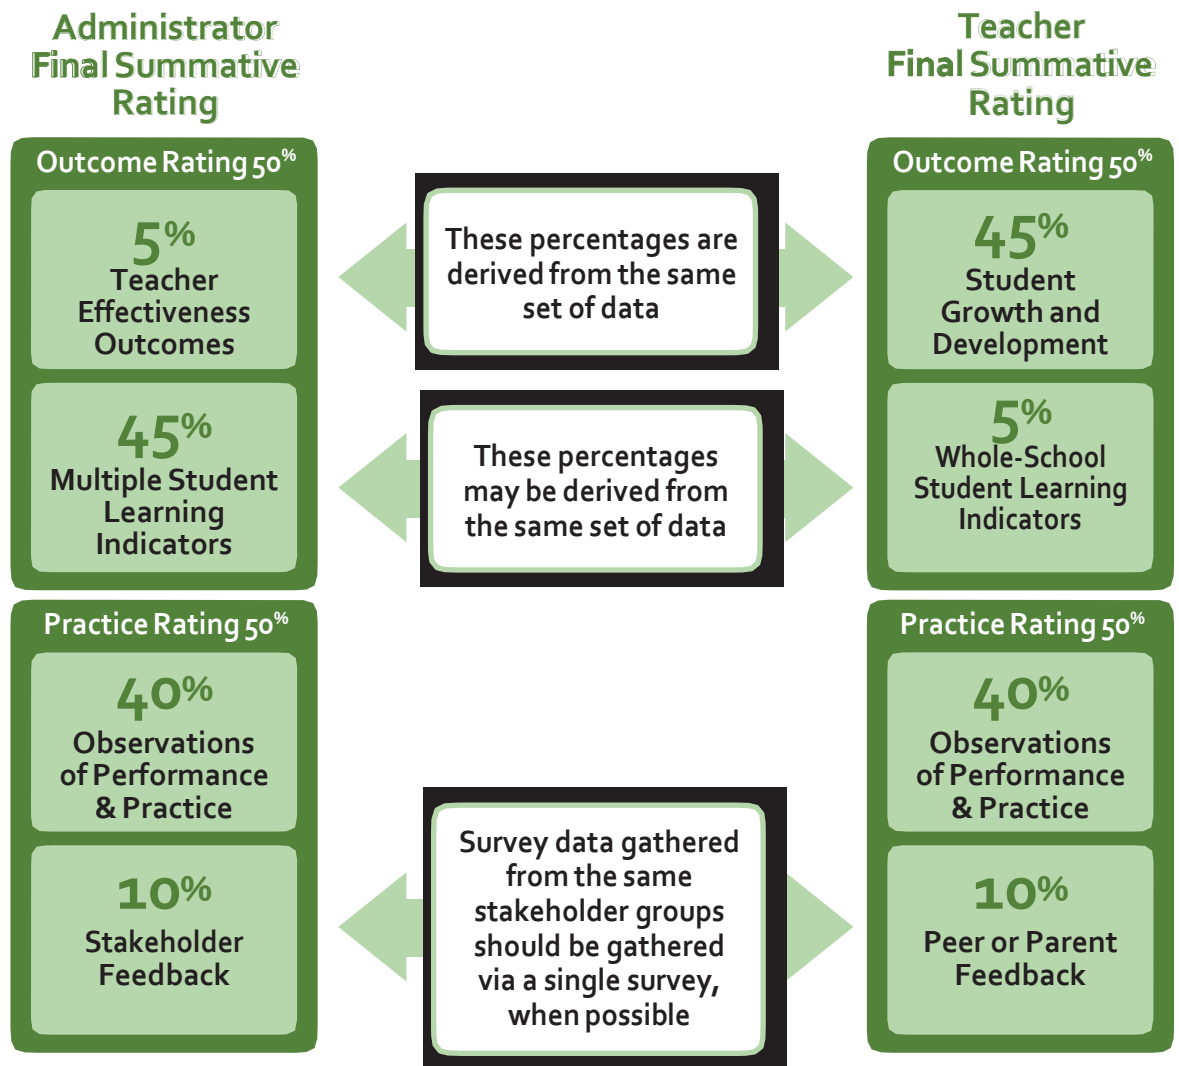 Administrator
Final Summative
Rating
Outcome Rating 50%
5%
Teacher
Effectiveness
Outcomes
45%
Multiple Student
Learning
Indicators
Practice Rating 50%
40%
Observations
of Performance
& Practice
10%
Stakeholder
Feedback
These percentages are
derived from the same
set of data
These percentages
may be derived from
the same set of data
Survey data gathered
from the same
stakeholder groups
should be gathered
via a single survey,
when possible
Teacher
Final Summative
Rating
Outcome Rating 50%
45%
Student
Growth and
Development
5%
Whole-School
Student Learning
Indicators
Practice Rating 50%
40%
Observations
of Performance
& Practice
10%
Peer or Parent
Feedback